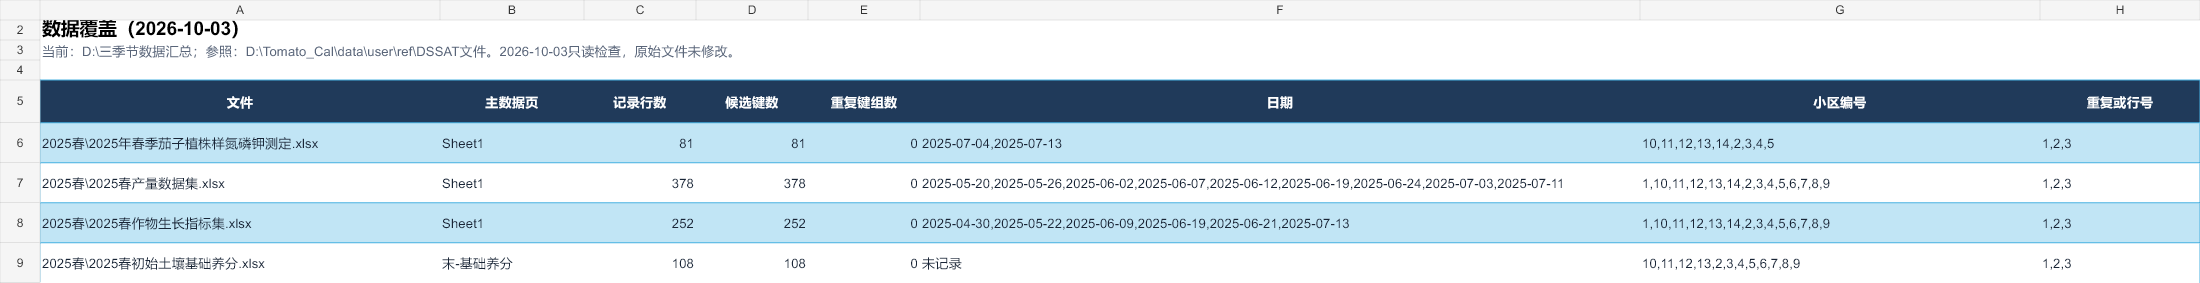 A B C D E F G H
2 数据覆盖（2026-10-03）
3 当前：D:\三季节数据汇总；参照：D:\Tomato_Cal\data\user\ref\DSSAT文件。2026-10-03只读检查，原始文件未修改。
4
5 文件 主数据页 记录行数 候选键数 重复键组数 日期 小区编号 重复或行号
6 2025春\2025年春季茄子植株样氮磷钾测定.xlsx Sheet1 81 81 0 2025-07-04,2025-07-13 10,11,12,13,14,2,3,4,5 1,2,3
7 2025春\2025春产量数据集.xlsx Sheet1 378 378 0 2025-05-20,2025-05-26,2025-06-02,2025-06-07,2025-06-12,2025-06-19,2025-06-24,2025-07-03,2025-07-11 1,10,11,12,13,14,2,3,4,5,6,7,8,9 1,2,3
8 2025春\2025春作物生长指标集.xlsx Sheet1 252 252 0 2025-04-30,2025-05-22,2025-06-09,2025-06-19,2025-06-21,2025-07-13 1,10,11,12,13,14,2,3,4,5,6,7,8,9 1,2,3
9 2025春\2025春初始土壤基础养分.xlsx 末-基础养分 108 108 0 未记录 10,11,12,13,2,3,4,5,6,7,8,9 1,2,3